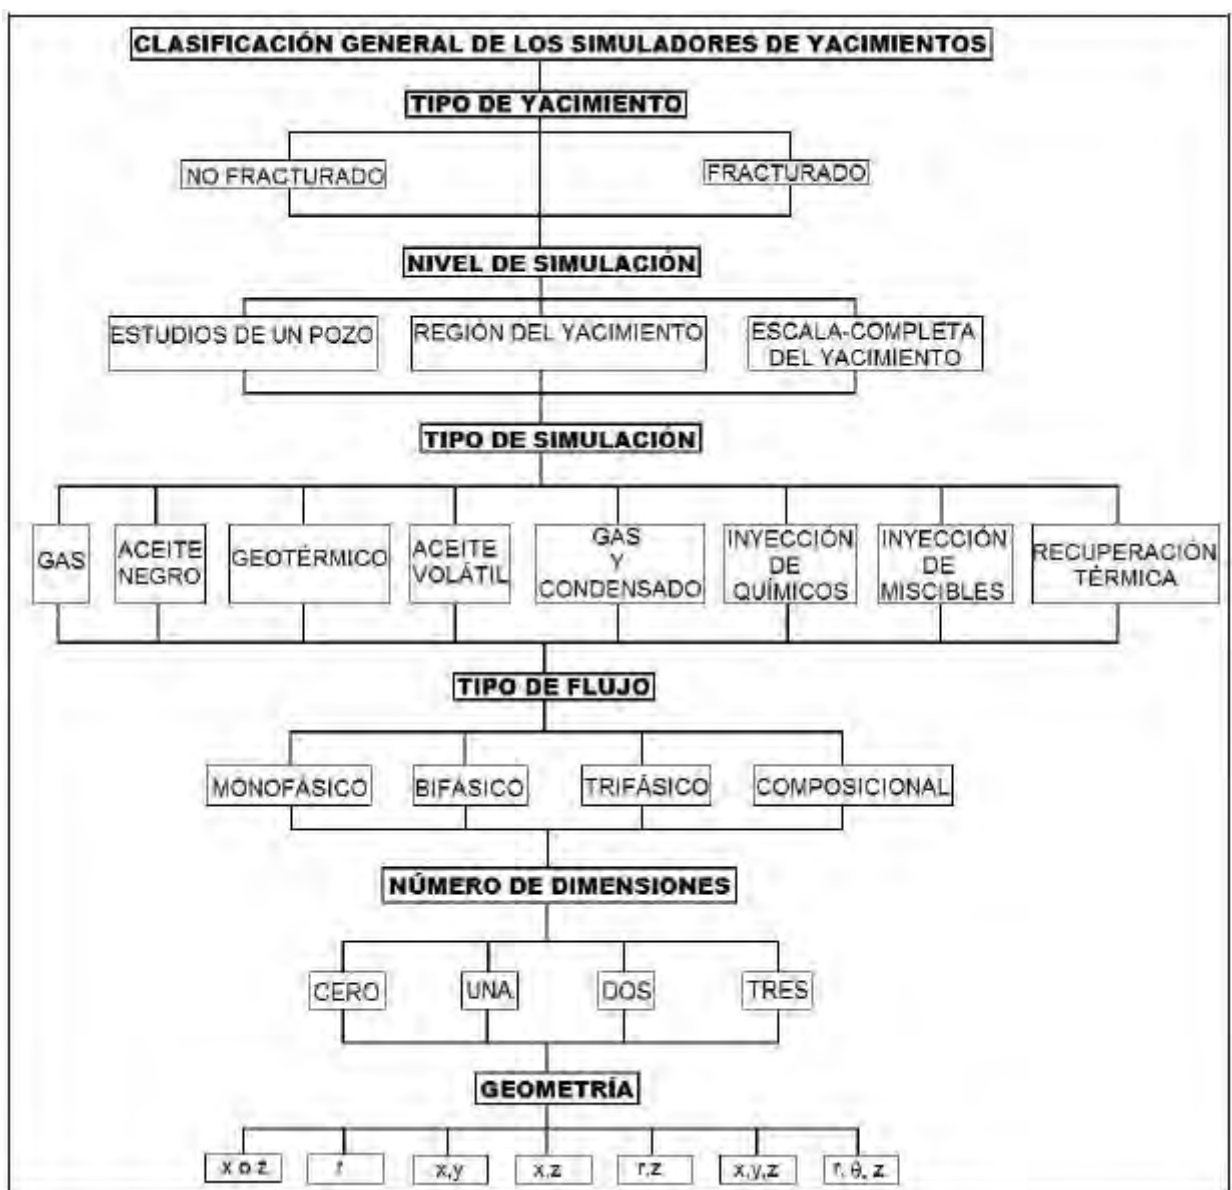 CLASIFICACIÓN GENERAL DE LOS SIMULADORES DE YACIMIENTOS
TIPO DE YACIMIENTO
NO FRACTURADO
FRACTURADO
NIVEL DE SIMULACIÓN
ESTUDIOS DE UN POZO
REGIÓN DEL YACIMIENTO
ESCALA-COMPLETA
DEL YACIMIENTO
TIPO DE SIMULACIÓN
GAS
ACEITE
NEGRO
GEOTÉRMICO
ACEITE
VOLÁTIL
GAS
Y
CONDENSADO
INYECCIÓN
DE
QUÍMICOS
INYECCIÓN
DE
MISCIBLES
RECUPERACIÓN
TÉRMICA
TIPO DE FLUJO
MONOFÁSICO
BIFÁSICO
TRIFÁSICO
COMPOSICIONAL
NÚMERO DE DIMENSIONES
CERO
UNA
DOS
TRES
GEOMETRÍA
x o z
r
x,y
x,z
r,z
x,y,z
r, θ, z